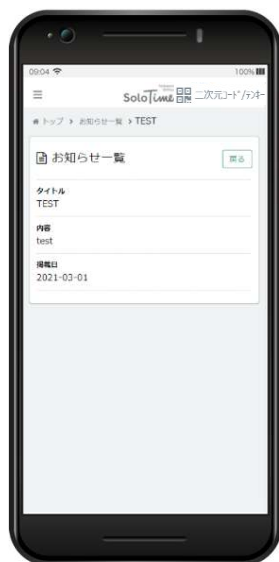 09:04 100%
SoloTime 二次元コード/テンキー
トップ > お知らせ一覧 > TEST
お知らせ一覧 戻る
タイトル
TEST
内容
test
掲載日
2021-03-01